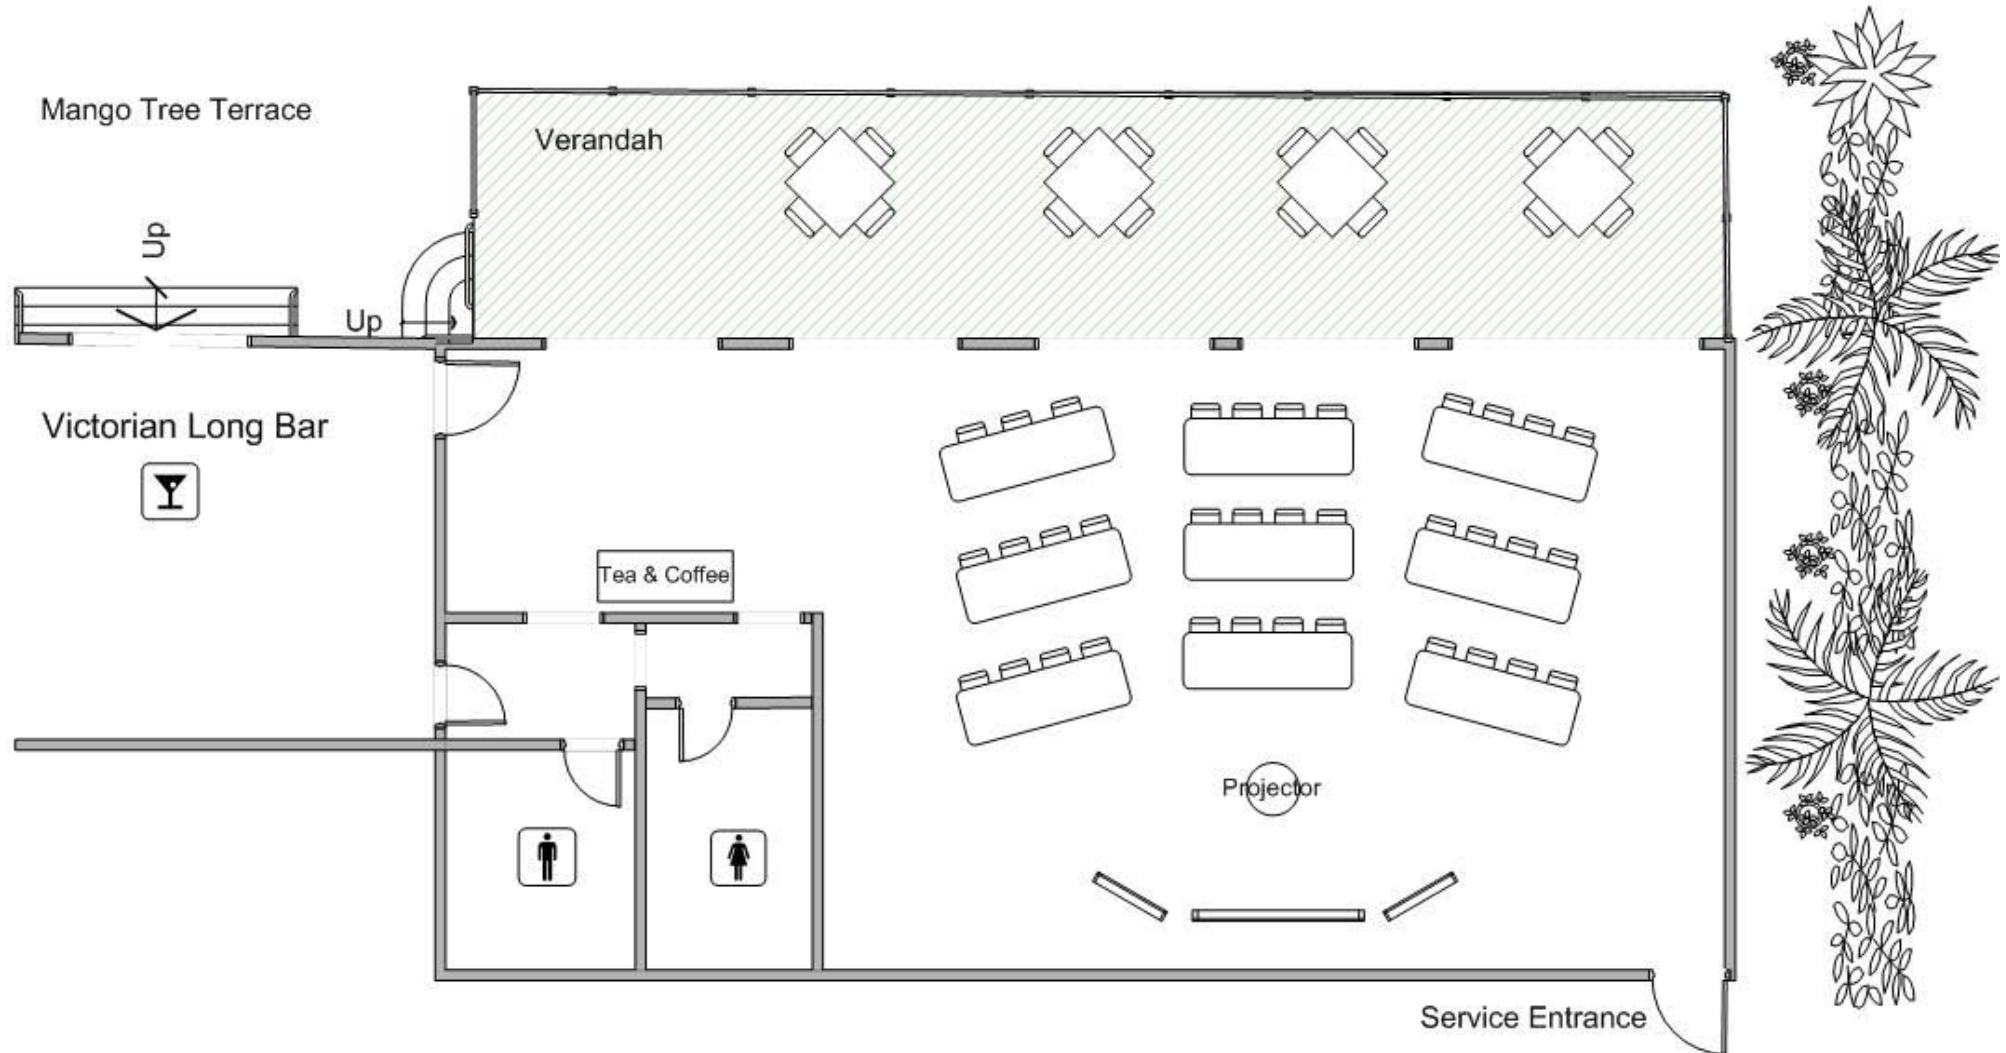 Mango Tree Terrace
Verandah
Up
Up
Victorian Long Bar
Tea & Coffee
Projector
Service Entrance